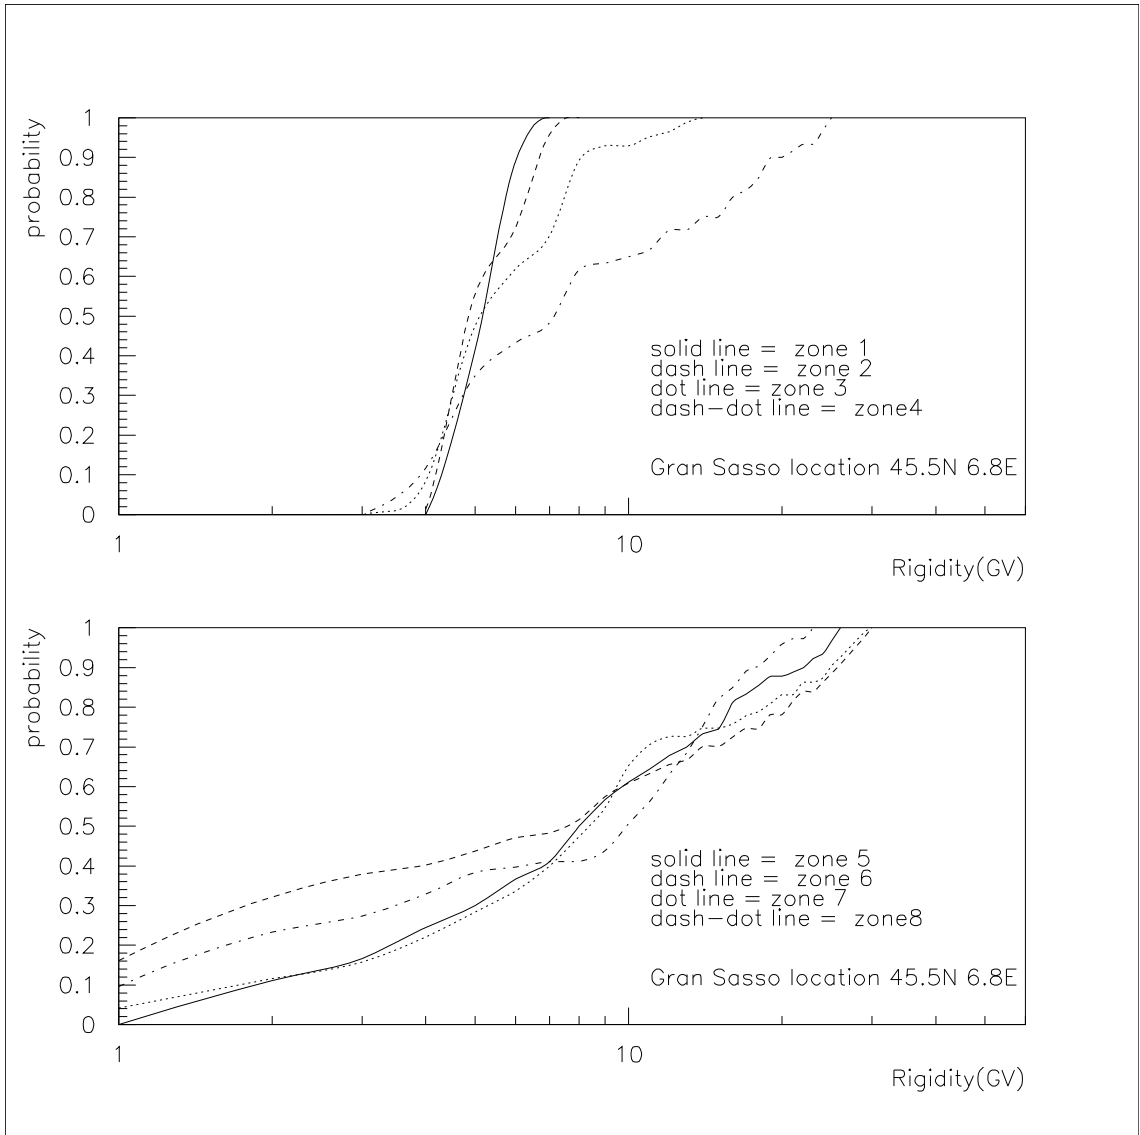 probability
1
0.9
0.8
0.7
0.6
0.5
0.4
0.3
0.2
0.1
0
solid line = zone 1
dash line = zone 2
dot line = zone 3
dash-dot line = zone4
Gran Sasso location 45.5N 6.8E
1 10
Rigidity(GV)
probability
1
0.9
0.8
0.7
0.6
0.5
0.4
0.3
0.2
0.1
0
solid line = zone 5
dash line = zone 6
dot line = zone 7
dash-dot line = zone8
Gran Sasso location 45.5N 6.8E
1 10
Rigidity(GV)